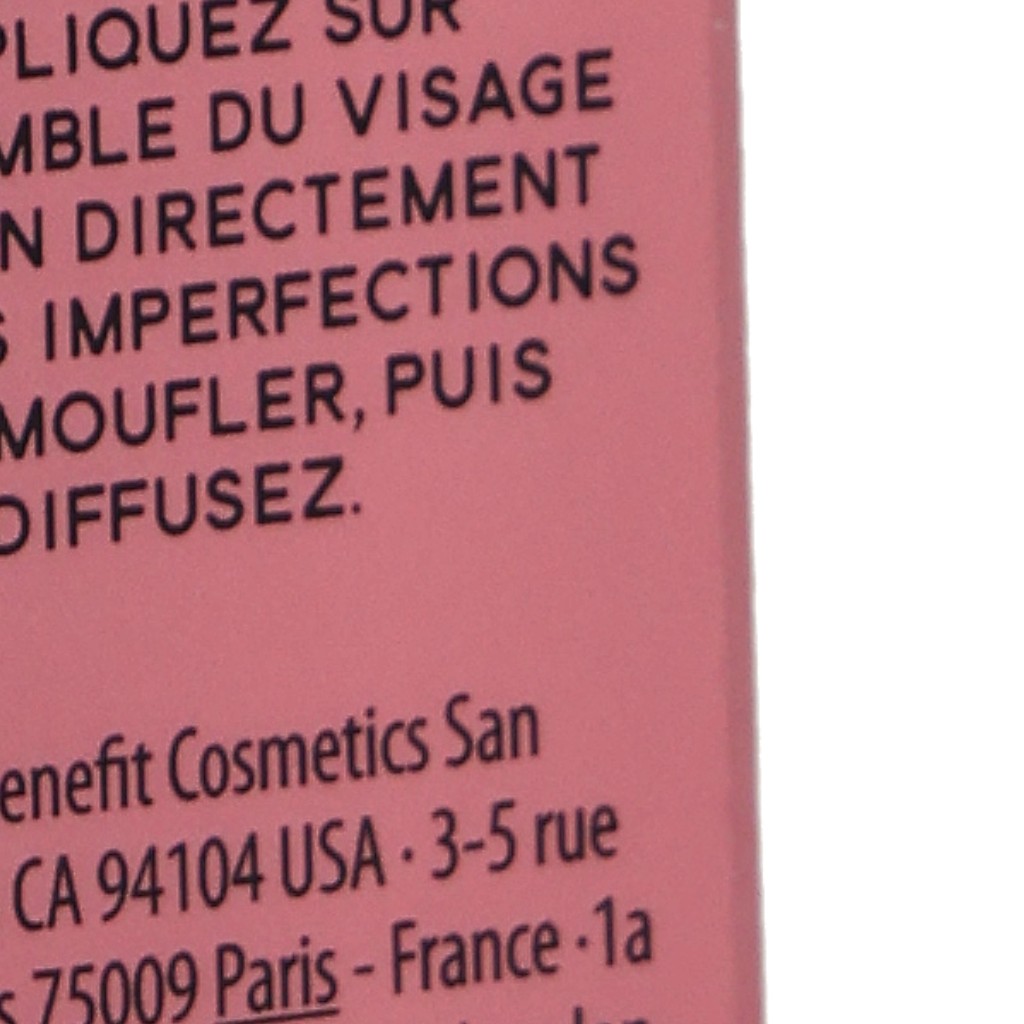 PLIQUEZ SUR
MBLE DU VISAGE
N DIRECTEMENT
S IMPERFECTIONS
MOUFLER, PUIS
DIFFUSEZ.
enefit Cosmetics San
CA 94104 USA · 3-5 rue
s 75009 Paris - France · 1a